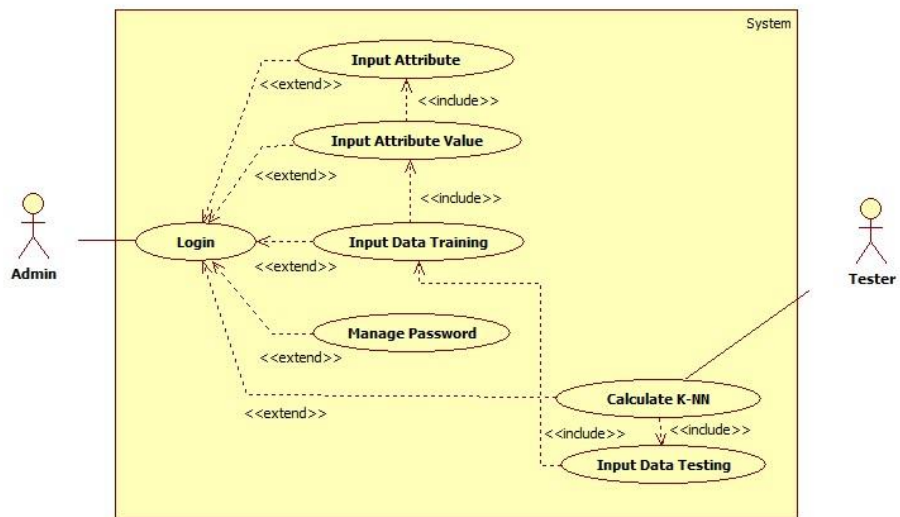 System
Input Attribute
<<extend>>
<<include>>
Input Attribute Value
<<extend>>
<<include>>
Login
Input Data Training
<<extend>>
Admin
Tester
Manage Password
<<extend>>
Calculate K-NN
<<extend>>
<<include>>
<<include>>
Input Data Testing